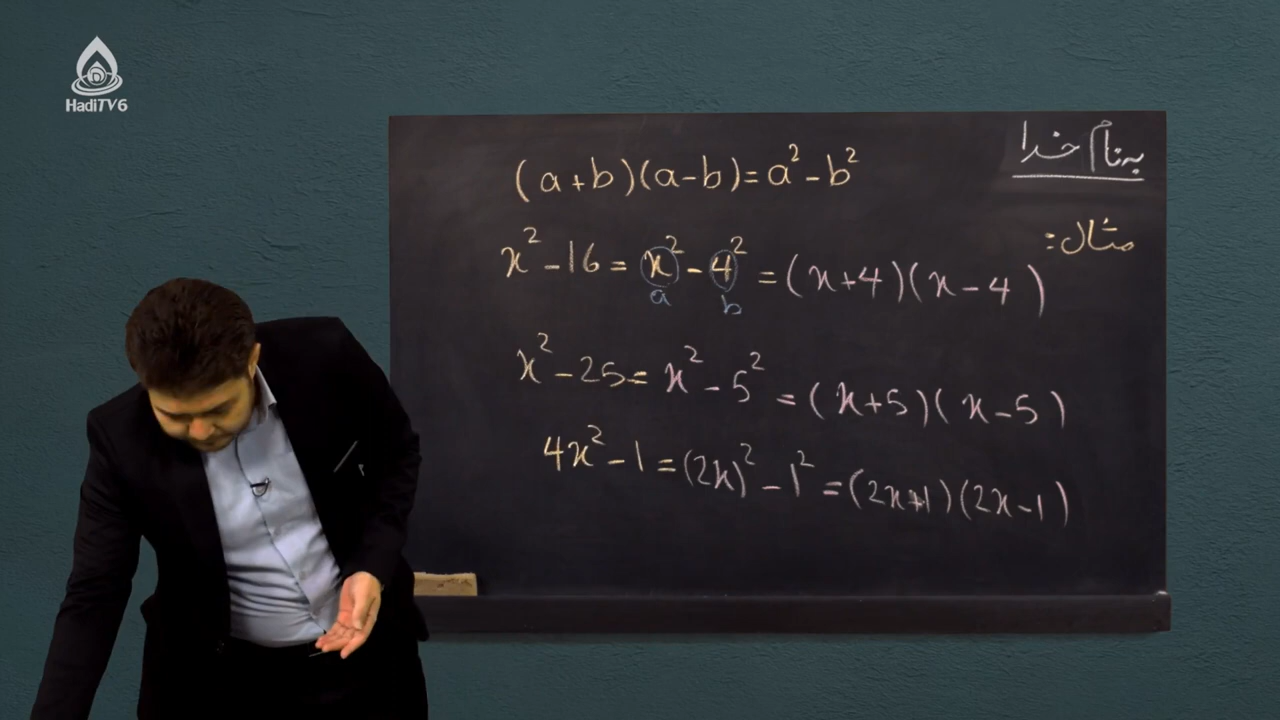 HadiTV6
به نام خدا
(a+b)(a-b)=a²-b²
مثال:
x²-16=x²-4²=(x+4)(x-4)
a b
x²-25=x²-5²=(x+5)(x-5)
4x²-1=(2x)²-1²=(2x+1)(2x-1)